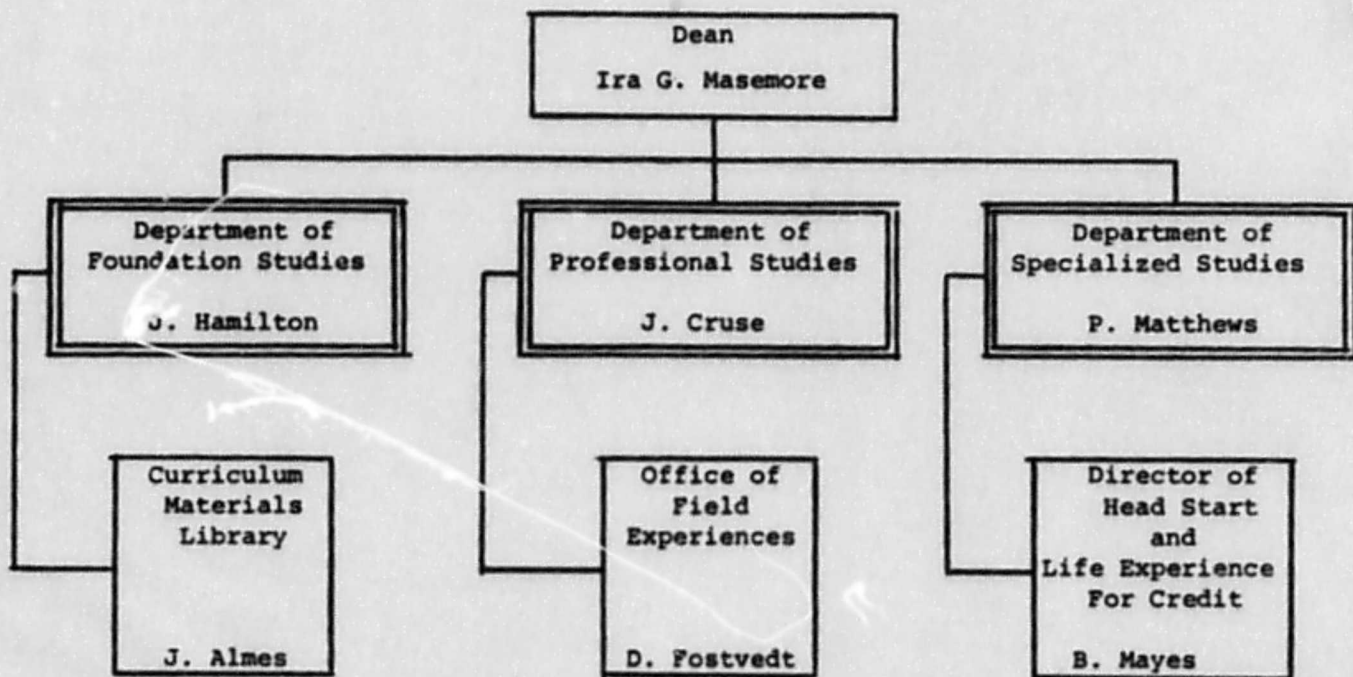 Dean
Ira G. Masemore
Department of
Foundation Studies
J. Hamilton
Department of
Professional Studies
J. Cruse
Department of
Specialized Studies
P. Matthews
Curriculum
Materials
Library
J. Almes
Office of
Field
Experiences
D. Fostvedt
Director of
Head Start
and
Life Experience
For Credit
B. Mayes